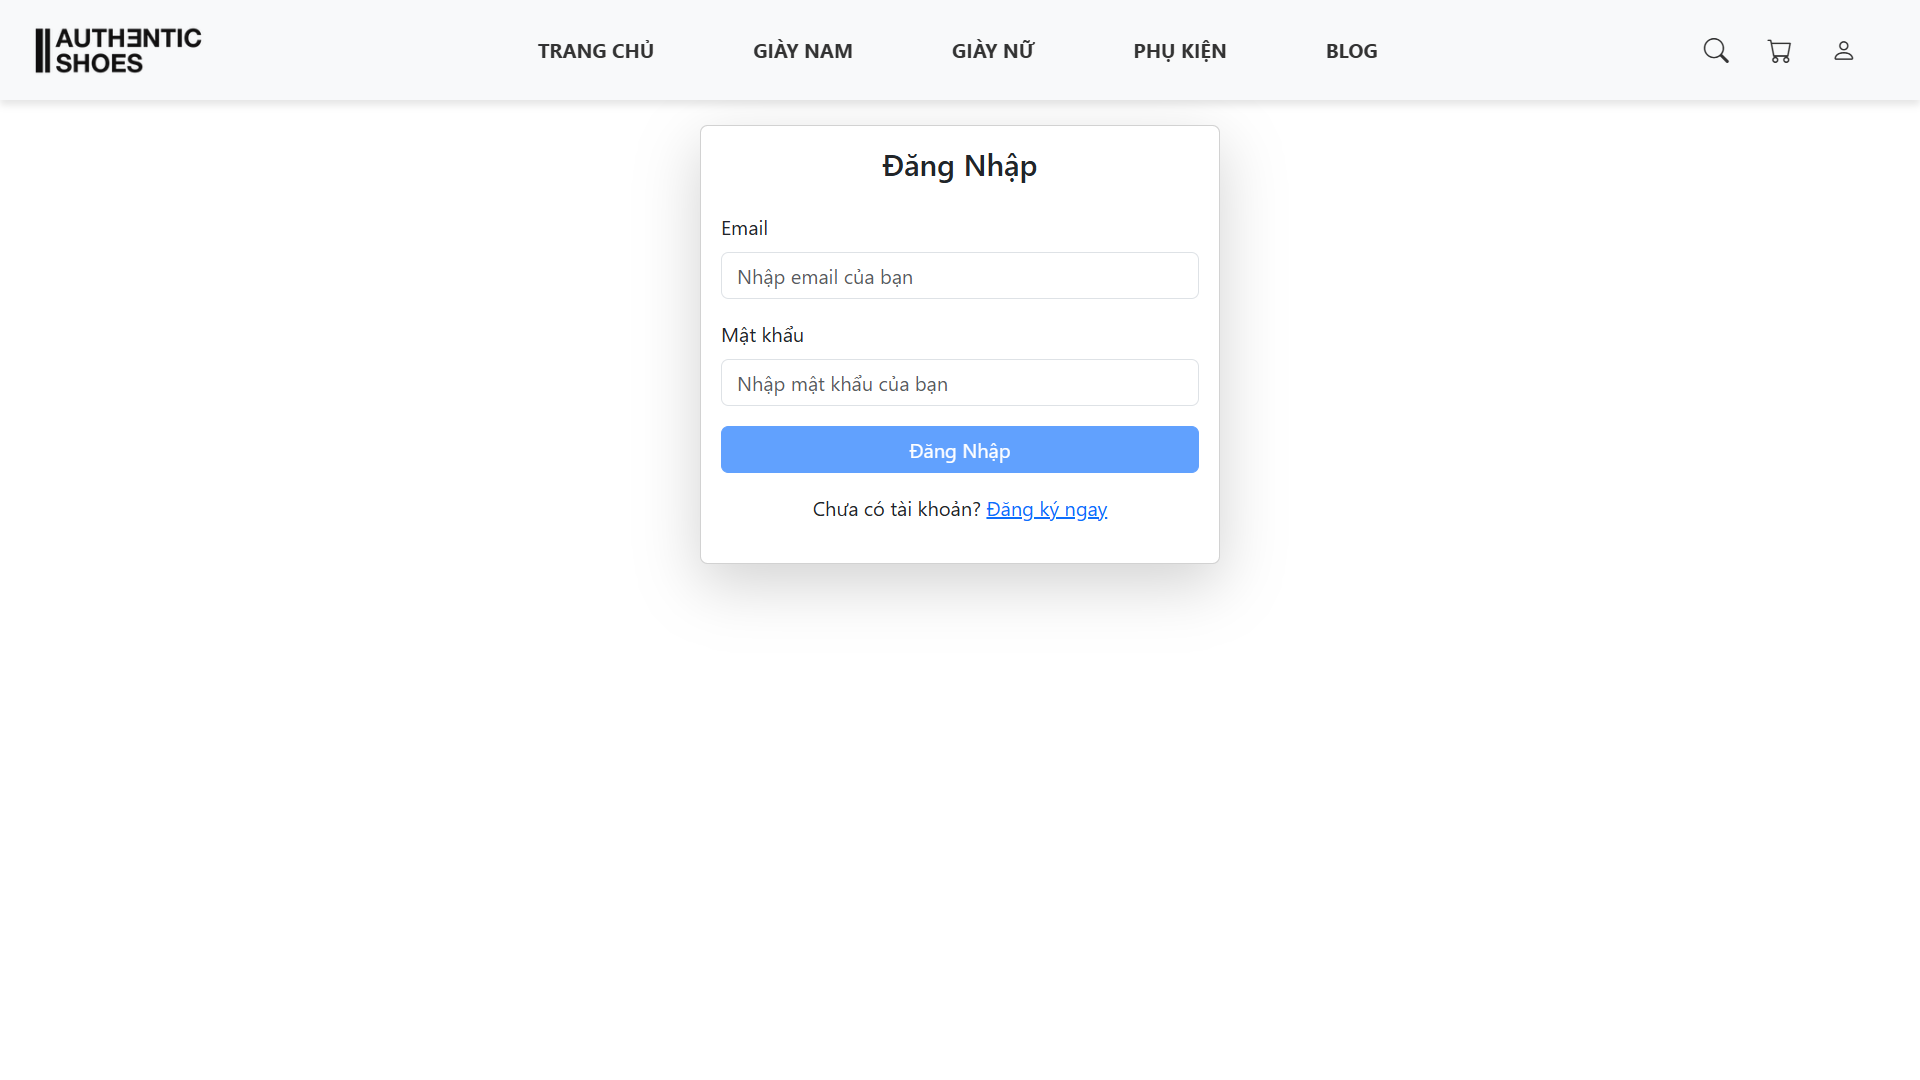 AUTHƎNTIC
SHOES
TRANG CHỦ
GIÀY NAM
GIÀY NỮ
PHỤ KIỆN
BLOG
Đăng Nhập
Email
Nhập email của bạn
Mật khẩu
Nhập mật khẩu của bạn
Đăng Nhập
Chưa có tài khoản? Đăng ký ngay